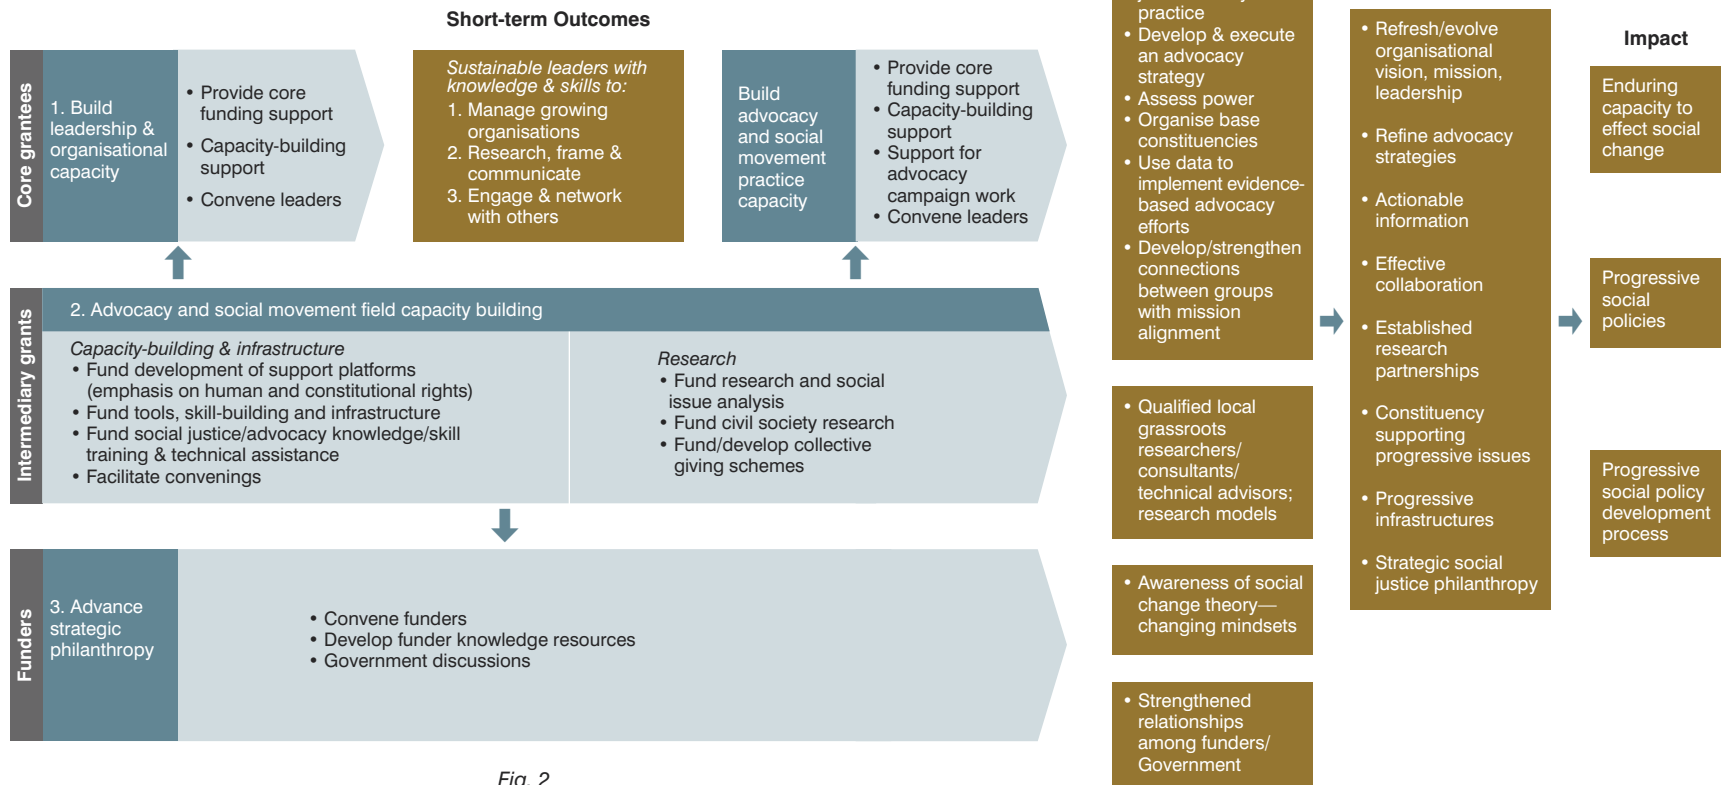 Short-term Outcomes
Core grantees
1. Build
leadership &
organisational
capacity
• Provide core
funding support
• Capacity-building
support
• Convene leaders
Sustainable leaders with
knowledge & skills to:
1. Manage growing
organisations
2. Research, frame &
communicate
3. Engage & network
with others
Build
advocacy
and social
movement
practice
capacity
• Provide core
funding support
• Capacity-building
support
• Support for
advocacy
campaign work
• Convene leaders
Intermediary grants
2. Advocacy and social movement field capacity building
Capacity-building & infrastructure
• Fund development of support platforms
(emphasis on human and constitutional rights)
• Fund tools, skill-building and infrastructure
• Fund social justice/advocacy knowledge/skill
training & technical assistance
• Facilitate convenings
Research
• Fund research and social
issue analysis
• Fund civil society research
• Fund/develop collective
giving schemes
Funders
3. Advance
strategic
philanthropy
• Convene funders
• Develop funder knowledge resources
• Government discussions
Fig. 2
practice
• Develop & execute
an advocacy
strategy
• Assess power
• Organise base
constituencies
• Use data to
implement evidence-
based advocacy
efforts
• Develop/strengthen
connections
between groups
with mission
alignment
• Qualified local
grassroots
researchers/
consultants/
technical advisors;
research models
• Awareness of social
change theory—
changing mindsets
• Strengthened
relationships
among funders/
Government
• Refresh/evolve
organisational
vision, mission,
leadership
• Refine advocacy
strategies
• Actionable
information
• Effective
collaboration
• Established
research
partnerships
• Constituency
supporting
progressive issues
• Progressive
infrastructures
• Strategic social
justice philanthropy
Impact
Enduring
capacity to
effect social
change
Progressive
social
policies
Progressive
social policy
development
process